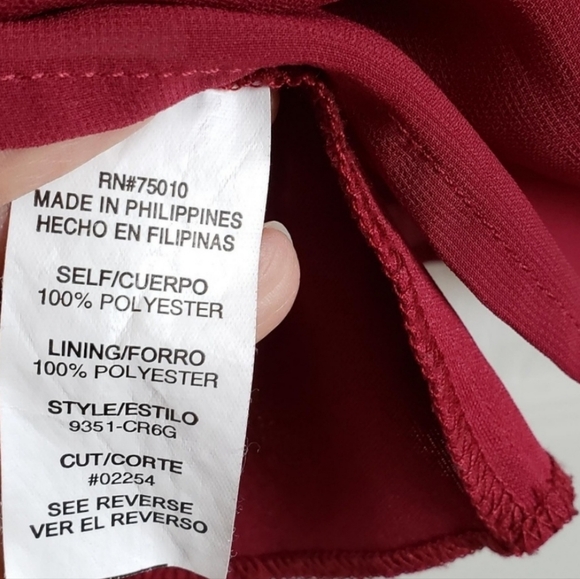 RN#75010
MADE IN PHILIPPINES
HECHO EN FILIPINAS
SELF/CUERPO
100% POLYESTER
LINING/FORRO
100% POLYESTER
STYLE/ESTILO
9351-CR6G
CUT/CORTE
#02254
SEE REVERSE
VER EL REVERSO